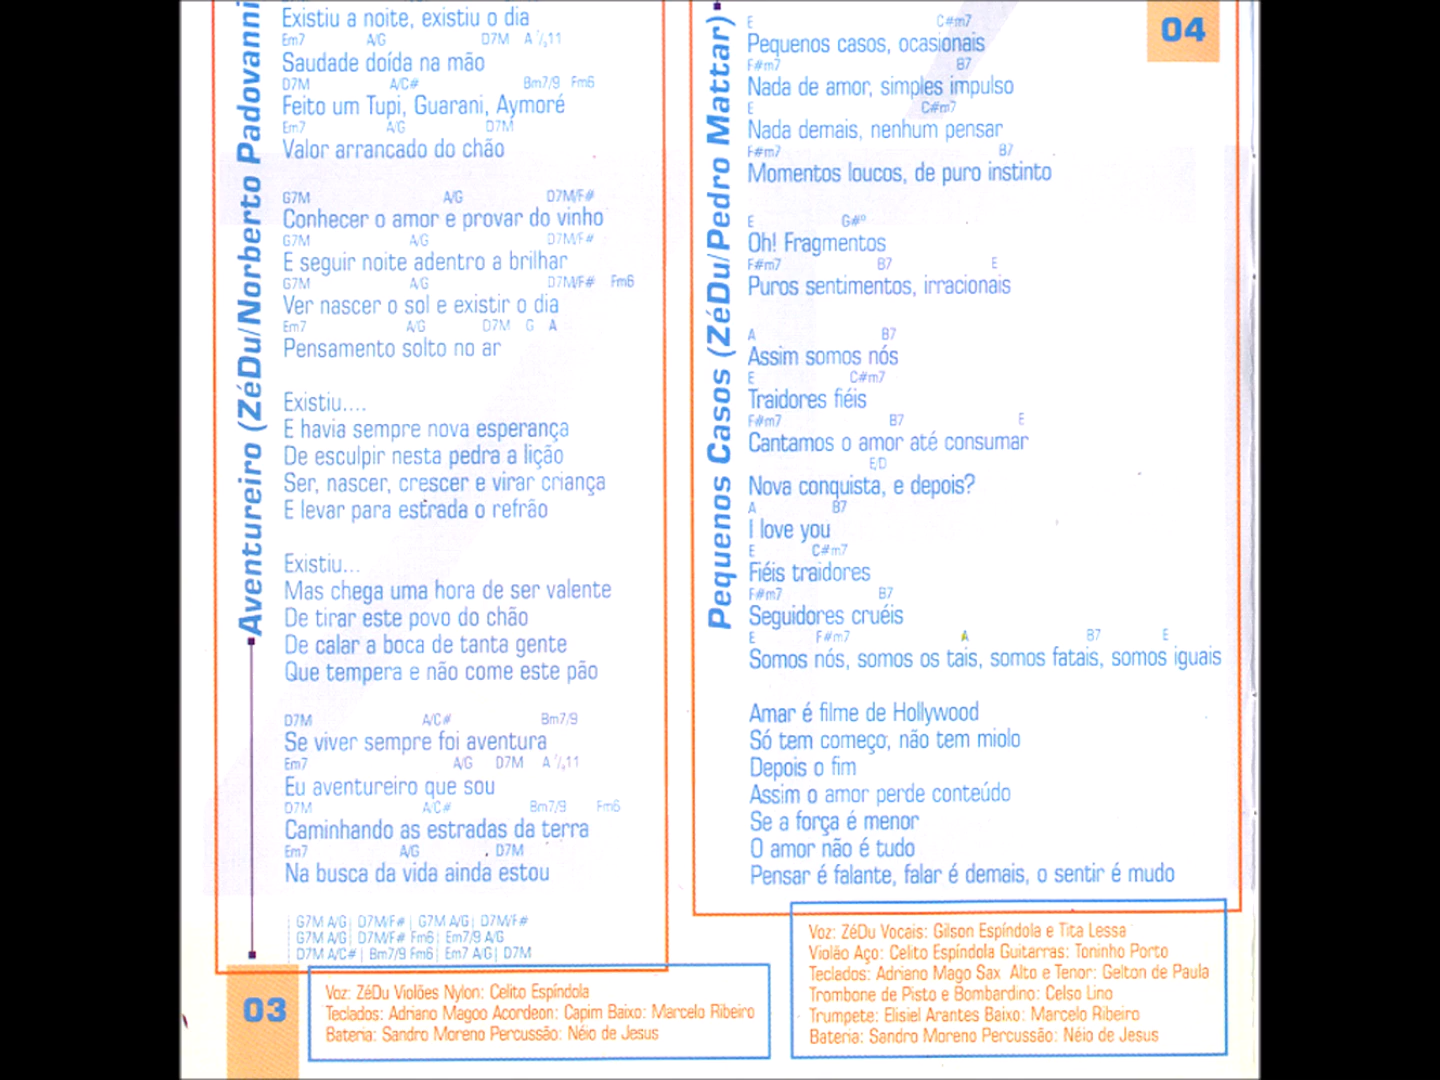 Aventureiro (ZéDu/Norberto Padovanni
Existiu a noite, existiu o dia
Em7 A/G D7M
Saudade doída na mão
D7M A/C# Bm7/9 Fm6
Feito um Tupi, Guarani, Aymoré
Em7 A/G D7M
Valor arrancado do chão
G7M A/G D7M/F#
Conhecer o amor e provar do vinho
G7M A/G D7M/F#
E seguir noite adentro a brilhar
G7M A/G D7M/F# Fm6
Ver nascer o sol e existir o dia
Em7 A/G D7M G A
Pensamento solto no ar
Existiu....
E havia sempre nova esperança
De esculpir nesta pedra a lição
Ser, nascer, crescer e virar criança
E levar para estrada o refrão
Existiu...
Mas chega uma hora de ser valente
De tirar este povo do chão
De calar a boca de tanta gente
Que tempera e não come este pão
D7M A/C# Bm7/9
Se viver sempre foi aventura
Em7 A/G D7M
Eu aventureiro que sou
D7M A/C# Bm7/9 Fm6
Caminhando as estradas da terra
Em7 A/G D7M
Na busca da vida ainda estou
| G7M A/G| D7M/F# | G7M A/G| D7M/F#
G7M A/G| D7M/F# Fm6| Em7/9 A/G
D7M A/C# | Bm7/9 Fm6| Em7 A/G| D7M
03
Voz: ZéDu Violões Nylon: Celito Espíndola
Teclados: Adriano Magoo Acordeon: Capim Baixo: Marcelo Ribeiro
Bateria: Sandro Moreno Percussão: Néio de Jesus
Pequenos Casos (ZéDu/Pedro Mattar)
04
E C#m7
Pequenos casos, ocasionais
F#m7 B7
Nada de amor, simples impulso
E C#m7
Nada demais, nenhum pensar
F#m7 B7
Momentos loucos, de puro instinto
E G#º
Oh! Fragmentos
F#m7 B7 E
Puros sentimentos, irracionais
A B7
Assim somos nós
E C#m7
Traidores fiéis
F#m7 B7 E
Cantamos o amor até consumar
E/D
Nova conquista, e depois?
A B7
I love you
E C#m7
Fiéis traidores
F#m7 B7
Seguidores cruéis
E F#m7 A B7 E
Somos nós, somos os tais, somos fatais, somos iguais
Amar é filme de Hollywood
Só tem começo, não tem miolo
Depois o fim
Assim o amor perde conteúdo
Se a força é menor
O amor não é tudo
Pensar é falante, falar é demais, o sentir é mudo
Voz: ZéDu Vocais: Gilson Espíndola e Tita Lessa
Violão Aço: Celito Espíndola Guitarras: Toninho Porto
Teclados: Adriano Mago Sax Alto e Tenor: Gelton de Paula
Trombone de Pisto e Bombardino: Celso Lino
Trumpete: Elisiel Arantes Baixo: Marcelo Ribeiro
Bateria: Sandro Moreno Percussão: Néio de Jesus